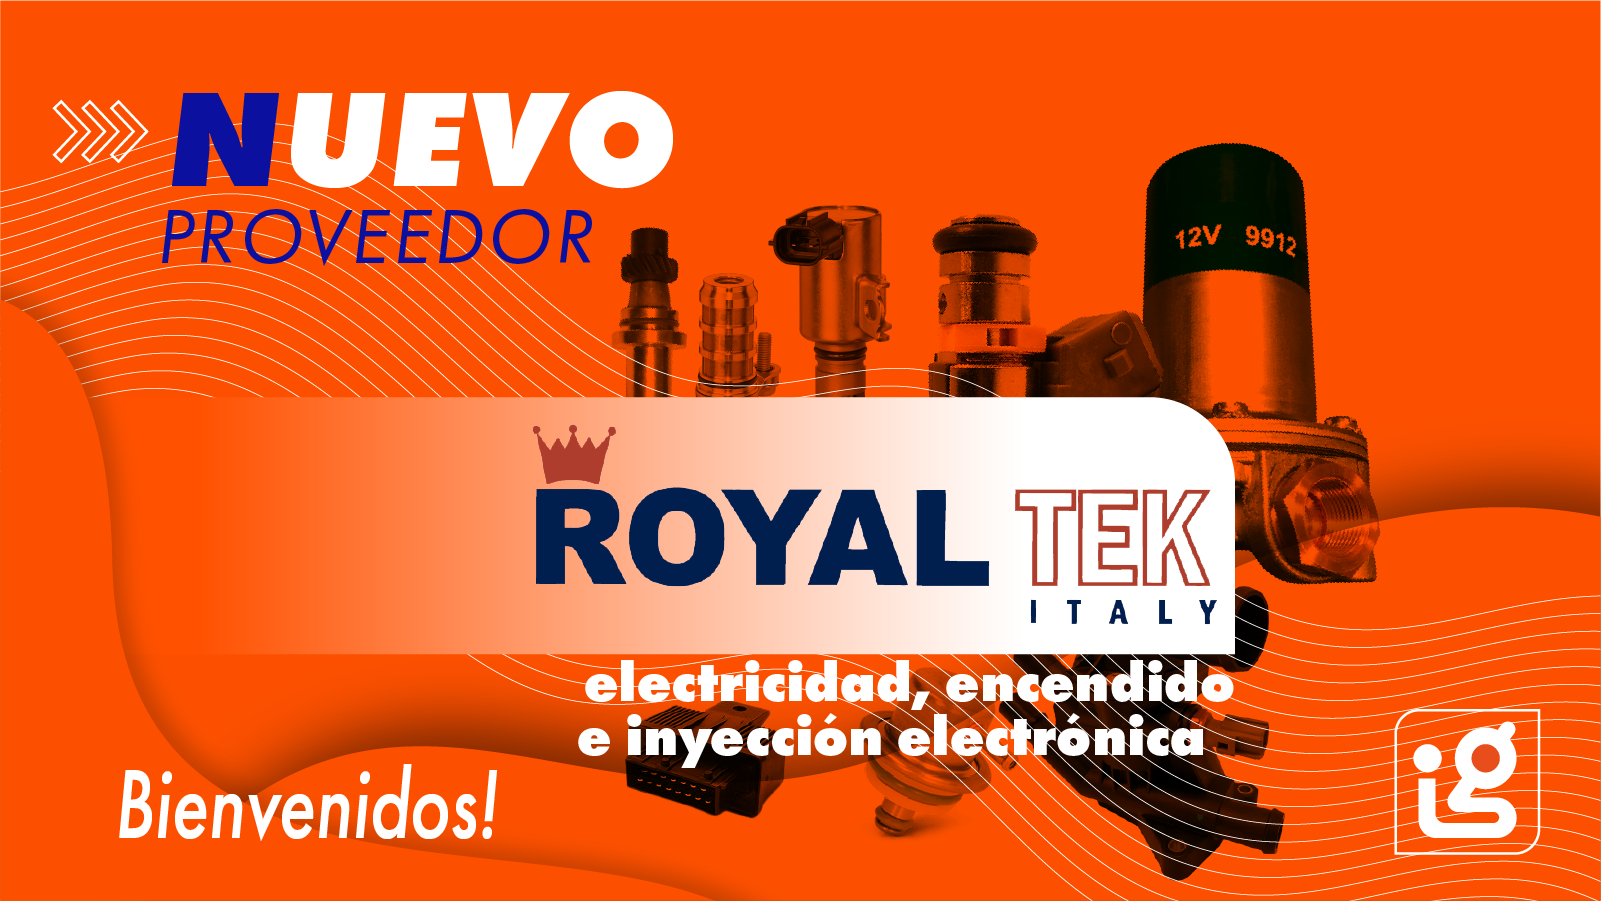 NUEVO
PROVEEDOR
12V 9912
ROYAL TEK
ITALY
electricidad, encendido
e inyección electrónica
Bienvenidos!
ig